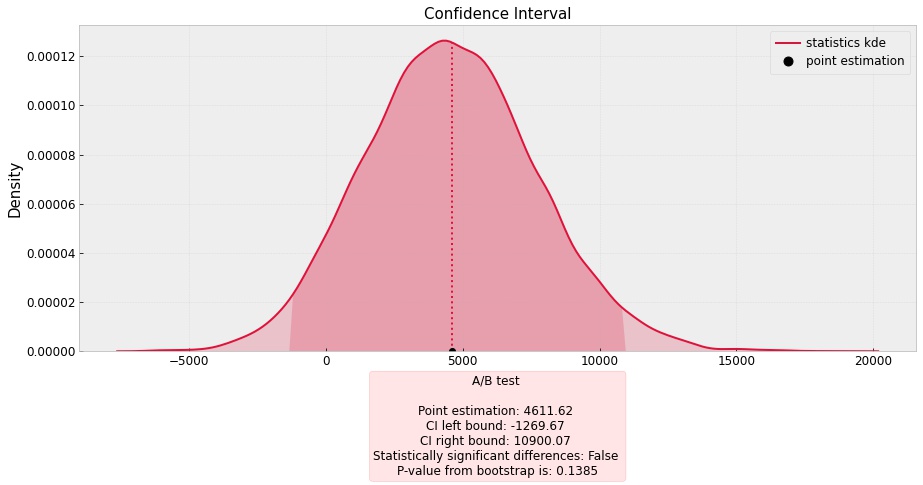 Confidence Interval
statistics kde
point estimation
Density
0.00012
0.00010
0.00008
0.00006
0.00004
0.00002
0.00000
−5000
0
5000
10000
15000
20000
A/B test
Point estimation: 4611.62
CI left bound: -1269.67
CI right bound: 10900.07
Statistically significant differences: False
P-value from bootstrap is: 0.1385